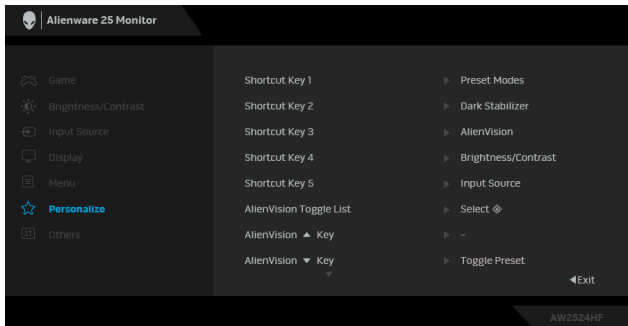 Alienware 25 Monitor
Game
Brightness/Contrast
Input Source
Display
Menu
Personalize
Others
Shortcut Key 1 Preset Modes
Shortcut Key 2 Dark Stabilizer
Shortcut Key 3 AlienVision
Shortcut Key 4 Brightness/Contrast
Shortcut Key 5 Input Source
AlienVision Toggle List Select
AlienVision ▲ Key –
AlienVision ▼ Key Toggle Preset
◀Exit
AW2524HF